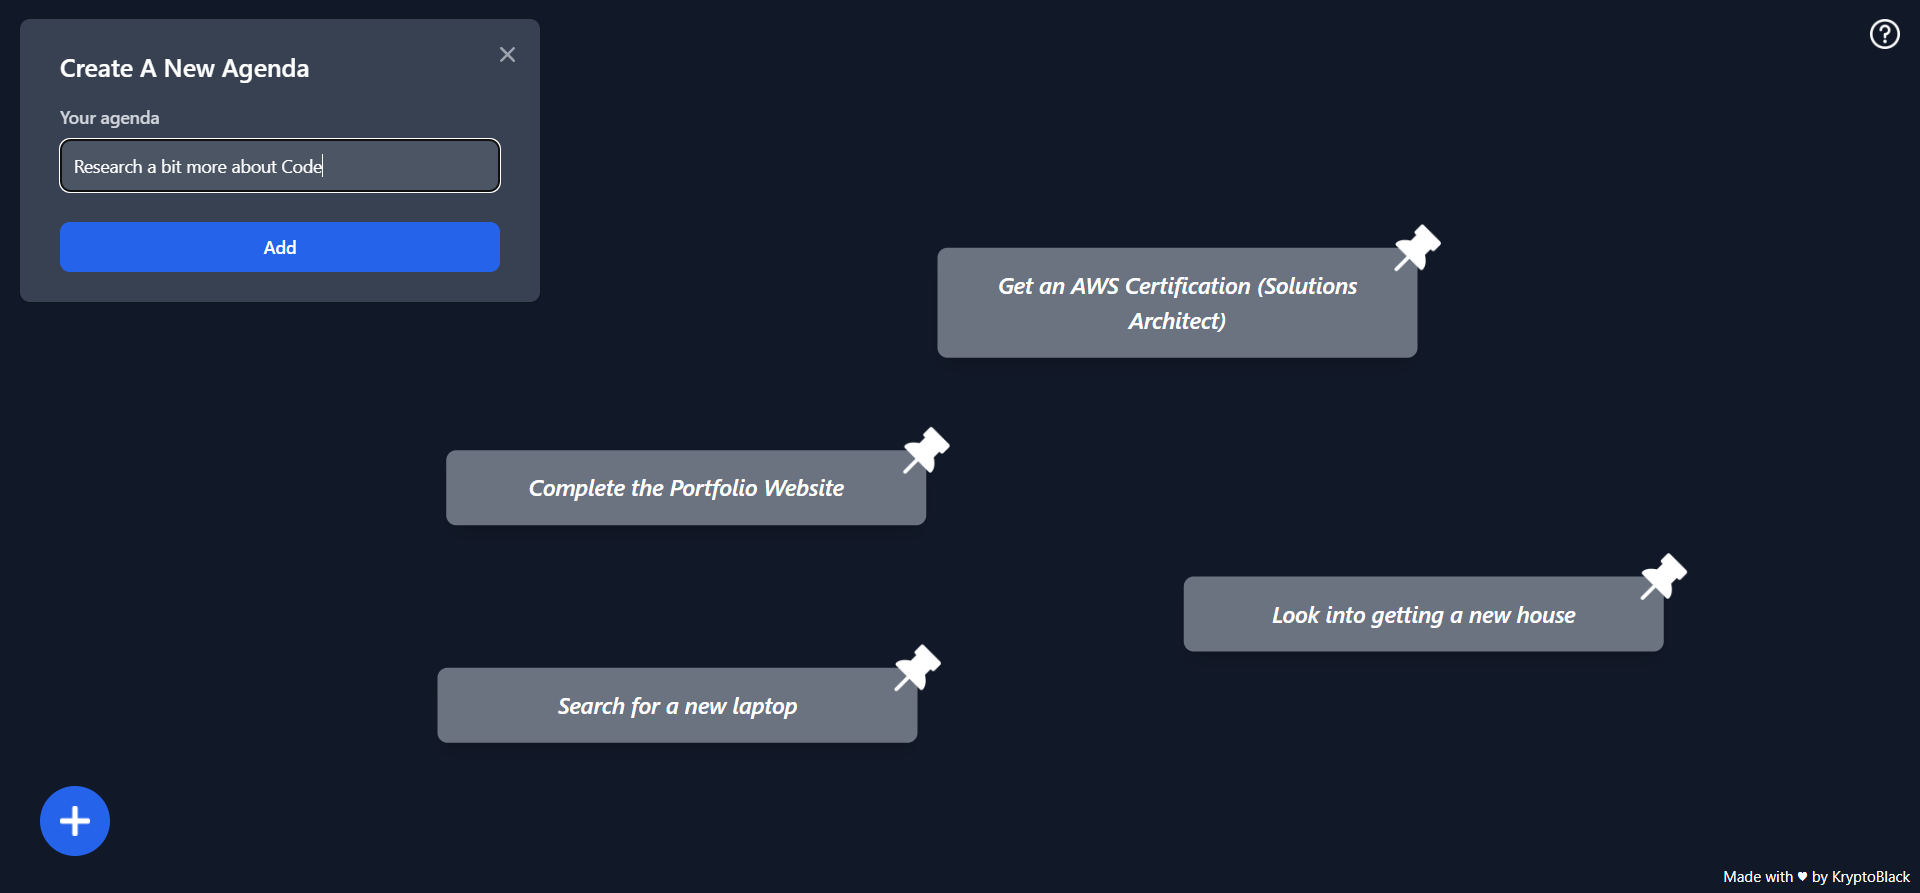 Create A New Agenda
Your agenda
Research a bit more about Code
Add
Get an AWS Certification (Solutions
Architect)
Complete the Portfolio Website
Look into getting a new house
Search for a new laptop
Made with ♥ by KryptoBlack